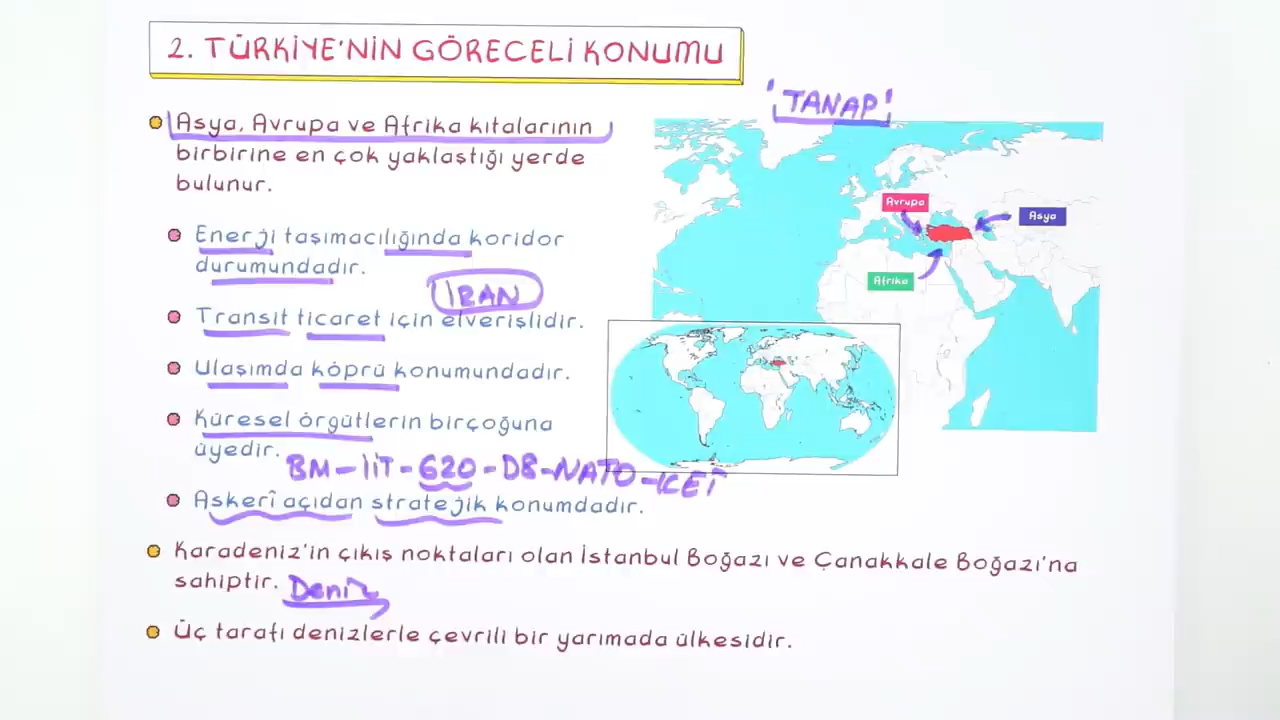 2. TÜRKİYE'NİN GÖRECELİ KONUMU
'TANAP'
Asya, Avrupa ve Afrika kıtalarının
birbirine en çok yaklaştığı yerde
bulunur.
Avrupa
Asya
Afrika
Enerji taşımacılığında koridor
durumundadır.
İRAN
Transit ticaret için elverişlidir.
Ulaşımda köprü konumundadır.
Küresel örgütlerin birçoğuna
üyedir.
BM-İİT-G20-D8-NATO-KEİ
Askerî açıdan stratejik konumdadır.
Karadeniz'in çıkış noktaları olan İstanbul Boğazı ve Çanakkale Boğazı'na
sahiptir.
Deniz
Üç tarafı denizlerle çevrili bir yarımada ülkesidir.